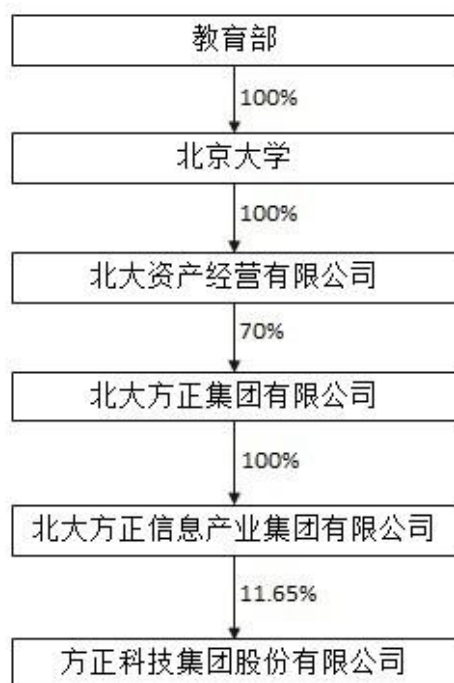 教育部
100%
北京大学
100%
北大资产经营有限公司
70%
北大方正集团有限公司
100%
北大方正信息产业集团有限公司
11.65%
方正科技集团股份有限公司